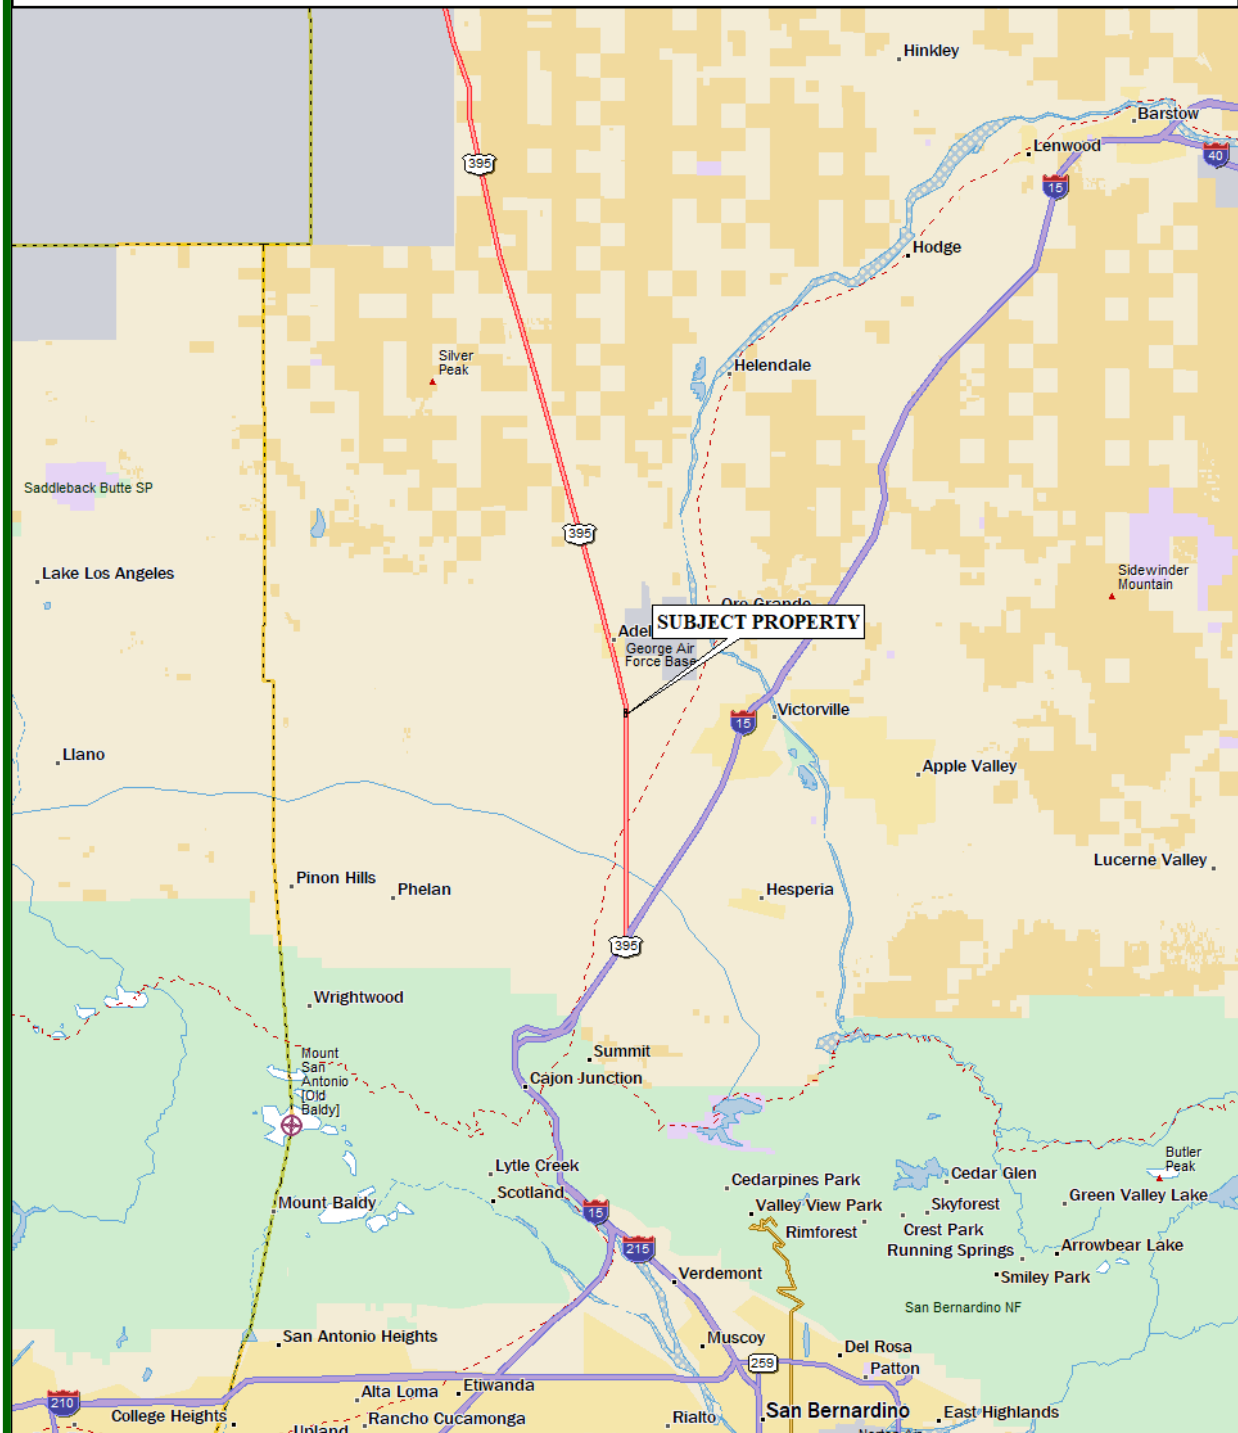 Hinkley
Barstow
Lenwood
40
395
15
Hodge
Silver
Peak
Helendale
Saddleback Butte SP
395
Lake Los Angeles
Sidewinder
Mountain
Oro Grande
SUBJECT PROPERTY
George Air
Force Base
Victorville
15
Llano
Apple Valley
Lucerne Valley
Pinon Hills
Phelan
Hesperia
395
Wrightwood
Summit
Mount
San
Antonio
[Old
Baldy]
Cajon Junction
Butler
Peak
Lytle Creek
Cedarpines Park
Cedar Glen
Scotland
Mount Baldy
Valley View Park
Skyforest
Green Valley Lake
15
Rimforest
Crest Park
215
Running Springs
Arrowbear Lake
Verdemont
Smiley Park
San Bernardino NF
San Antonio Heights
Muscoy
Del Rosa
259
Patton
Etiwanda
Alta Loma
210
College Heights
Rancho Cucamonga
Rialto
San Bernardino
East Highlands
Upland